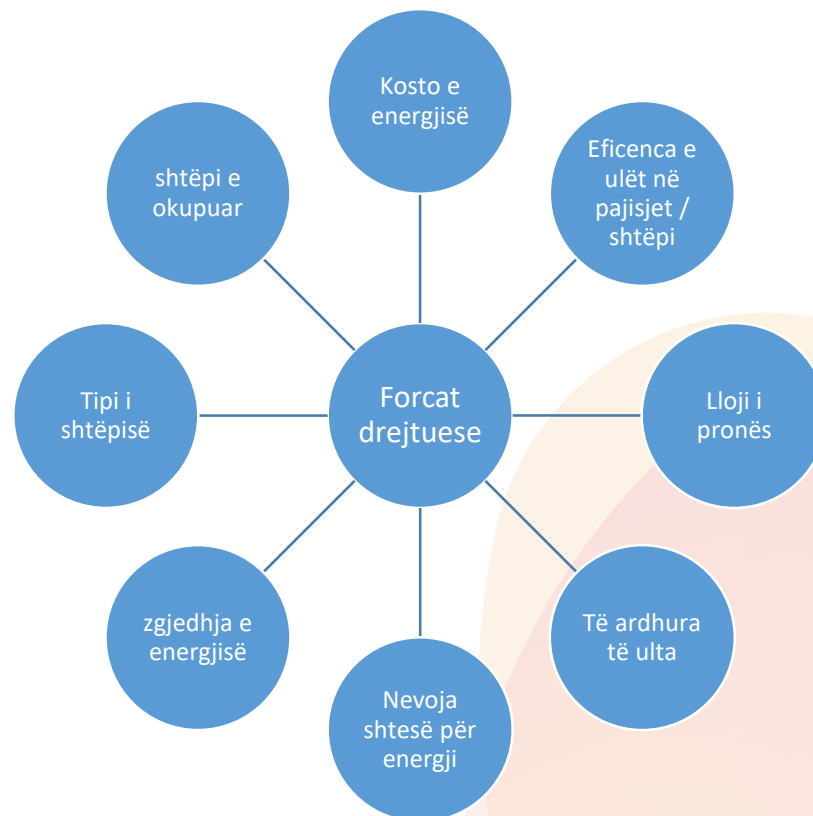 Kosto e
energjisë
Eficenca e
ulët në
pajisjet /
shtëpi
Lloji i
pronës
Të ardhura
të ulta
Nevoja
shtesë për
energji
zgjedhja e
energjisë
Tipi i
shtëpisë
shtëpi e
okupuar
Forcat
drejtuese